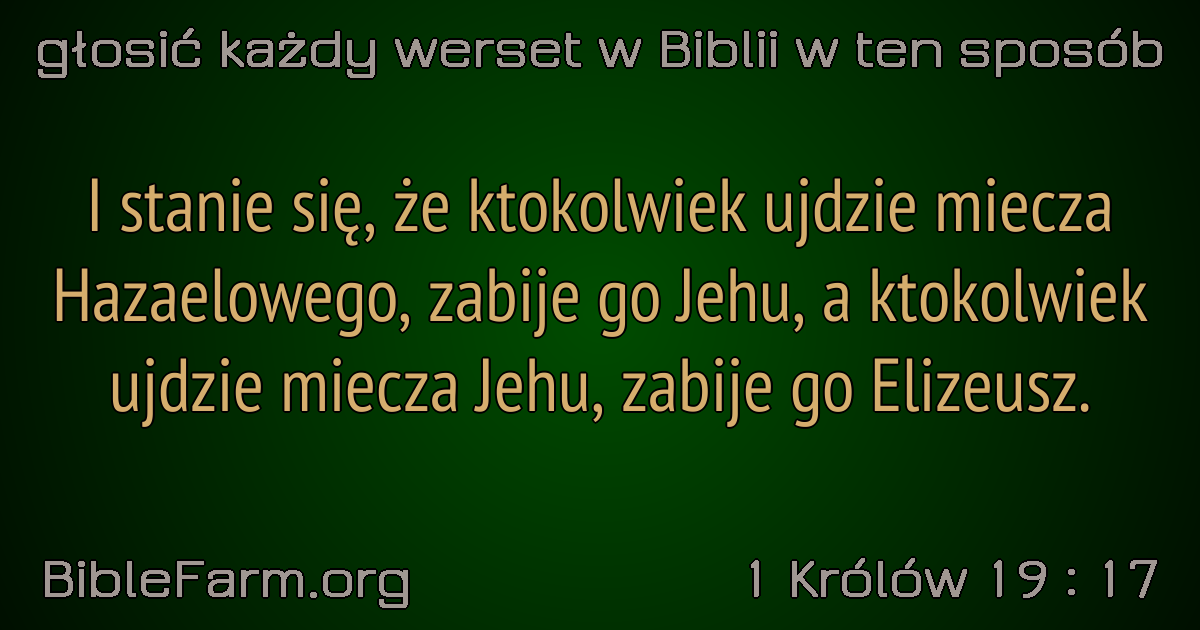 głosić każdy werset w Biblii w ten sposób
I stanie się, że ktokolwiek ujdzie miecza
Hazaelowego, zabije go Jehu, a ktokolwiek
ujdzie miecza Jehu, zabije go Elizeusz.
BibleFarm.org
1 Królów 19 : 17